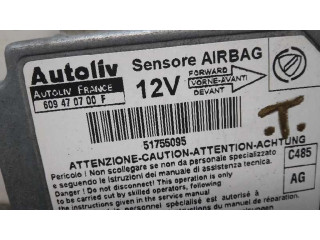 Autoliv
AUTOLIV FRANCE
609 47 07 00 F
Sensore AIRBAG
12V
FORWARD
VORNE-AVANTI
DEVANT
.T.
51755095
ATTENZIONE-CAUTION-ATTENTION-ACHTUNG
Pericolo ! Non scollegare se non da personale specializzato
e seguendo le istruzioni del manuale di assistenza tecnica.
Danger ! Do not disconnect! This operation is only
to be carried out by skilled operators, following
the instructions given in the service manual
C485
AG